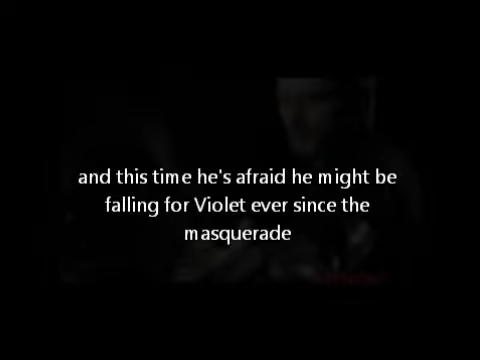 and this time he's afraid he might be
falling for Violet ever since the
masquerade